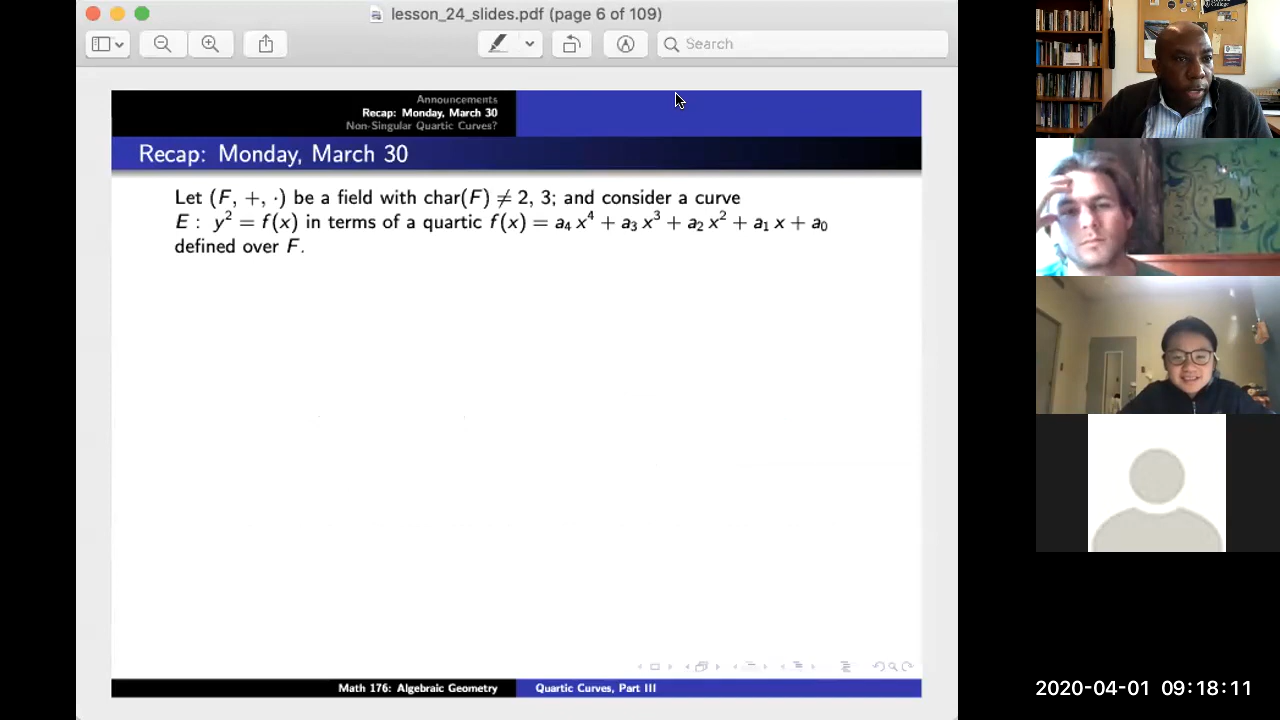 lesson_24_slides.pdf (page 6 of 109)
Search
Announcements
Recap: Monday, March 30
Non-Singular Quartic Curves?
Recap: Monday, March 30
Let (F, +, ·) be a field with char(F) ≠ 2, 3; and consider a curve
E : y² = f(x) in terms of a quartic f(x) = a₄ x⁴ + a₃ x³ + a₂ x² + a₁ x + a₀
defined over F.
Math 176: Algebraic Geometry
Quartic Curves, Part III
2020-04-01 09:18:11